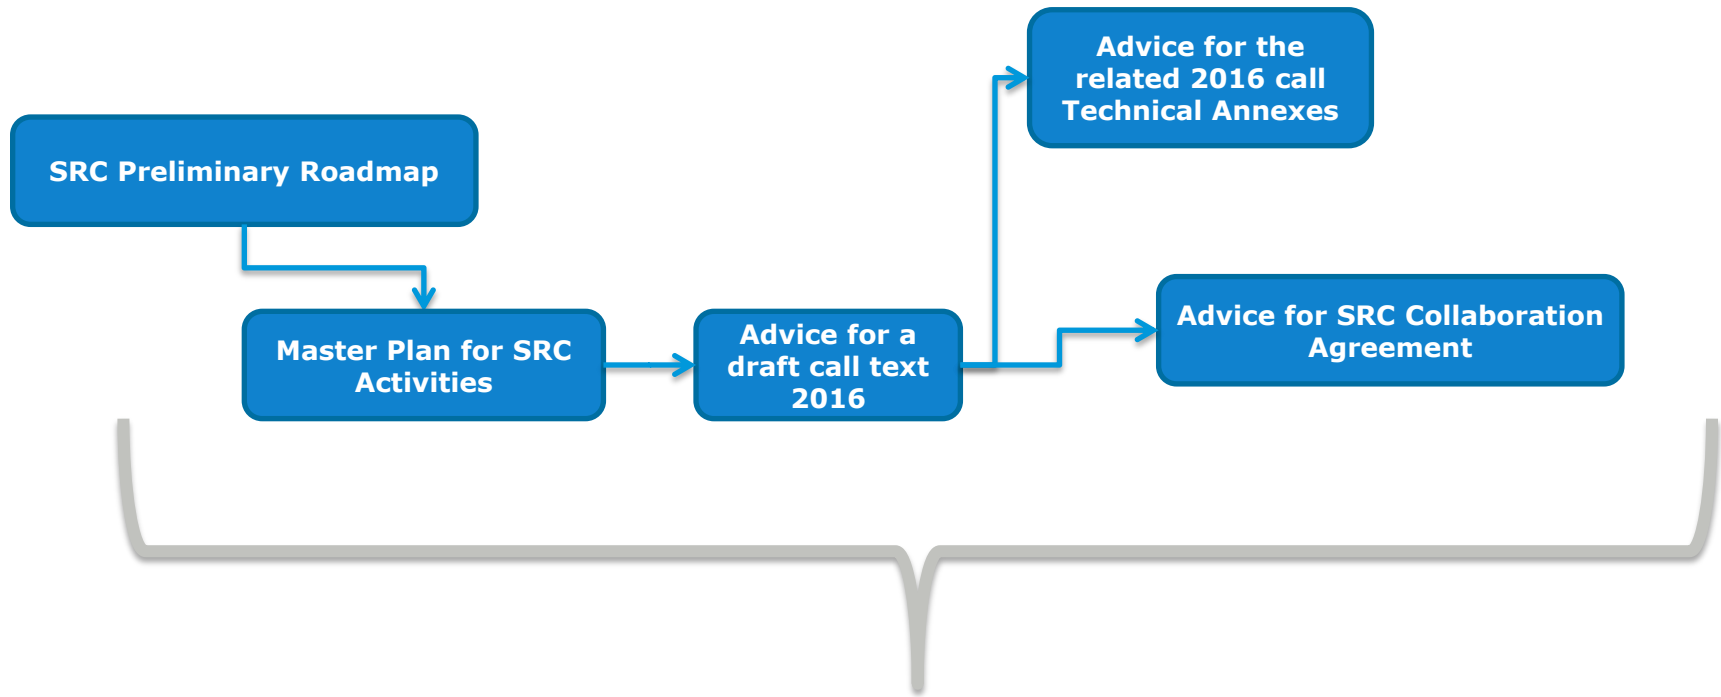 Advice for the
related 2016 call
Technical Annexes
SRC Preliminary Roadmap
Master Plan for SRC
Activities
Advice for a
draft call text
2016
Advice for SRC Collaboration
Agreement